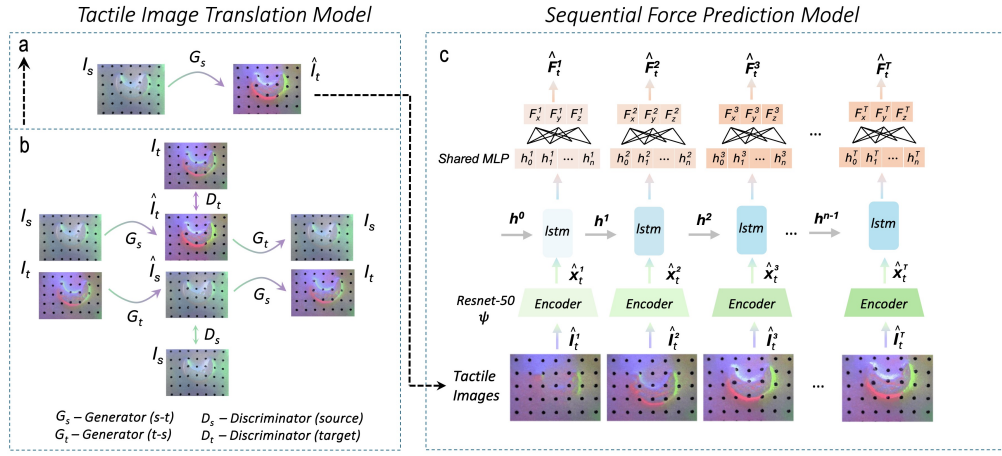 Tactile Image Translation Model
Sequential Force Prediction Model
a
I_s
G_s
Î_t
b
I_t
D_t
I_s
Î_t
I_s
G_s
G_t
I_t
Î_s
I_t
G_t
G_s
D_s
I_s
G_s – Generator (s-t)
D_s – Discriminator (source)
G_t – Generator (t-s)
D_t – Discriminator (target)
c
F̂_t^1 F̂_t^2 F̂_t^3 F̂_t^T
F_x^1 F_y^1 F_z^1 F_x^2 F_y^2 F_z^2 F_x^3 F_y^3 F_z^3 F_x^T F_y^T F_z^T
...
Shared MLP h_0^1 h_1^1 ... h_n^1 h_0^2 h_1^2 ... h_n^2 h_0^3 h_1^3 ... h_n^3 h_0^T h_1^T ... h_n^T
h^0 lstm h^1 lstm h^2 lstm ... h^{n-1} lstm
x̂_t^1 x̂_t^2 x̂_t^3 x̂_t^T
Resnet-50
ψ
Encoder Encoder Encoder Encoder
Î_t^1 Î_t^2 Î_t^3 Î_t^T
Tactile
Images
...